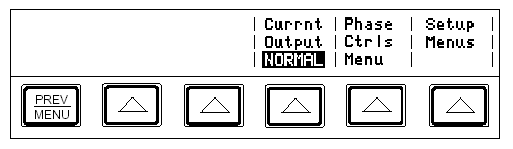 | Currnt | Phase | Setup |
| Output | Ctrls | Menus |
| NORMAL | Menu | |
PREV
MENU